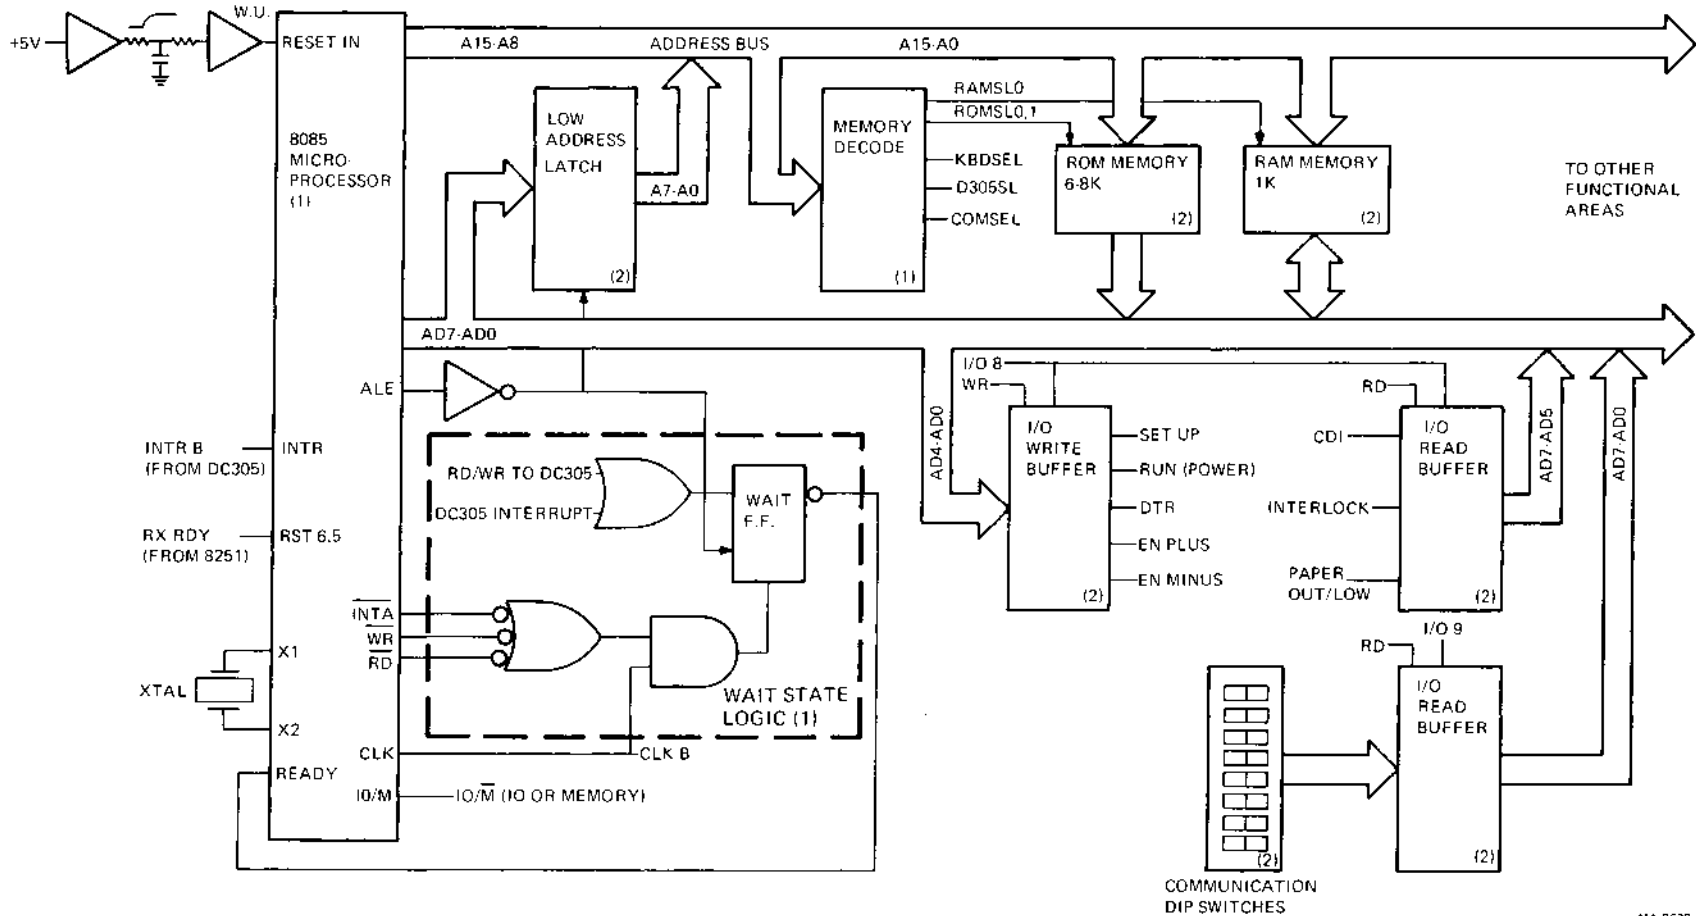 +5V
W.U.
RESET IN
8085
MICRO-
PROCESSOR
(1)
A15-A8
ADDRESS BUS
A15-A0
LOW
ADDRESS
LATCH
(2)
A7-A0
MEMORY
DECODE
(1)
RAMSL0
ROMSL0,1
KBDSEL
D305SL
COMSEL
ROM MEMORY
6-8K
(2)
RAM MEMORY
1K
(2)
TO OTHER
FUNCTIONAL
AREAS
AD7-AD0
ALE
INTR B
(FROM DC305)
INTR
RX RDY
(FROM 8251)
RST 6.5
RD/WR TO DC305
DC305 INTERRUPT
WAIT
F.F.
INTA
WR
RD
WAIT STATE
LOGIC (1)
X1
XTAL
X2
CLK
CLK B
READY
IO/M
IO/M (IO OR MEMORY)
AD4-AD0
I/O 8
WR
I/O
WRITE
BUFFER
(2)
SET UP
RUN (POWER)
DTR
EN PLUS
EN MINUS
RD
CDI
INTERLOCK
PAPER
OUT/LOW
I/O
READ
BUFFER
(2)
AD7-AD5
AD7-AD0
I/O 9
RD
I/O
READ
BUFFER
(2)
(2)
COMMUNICATION
DIP SWITCHES